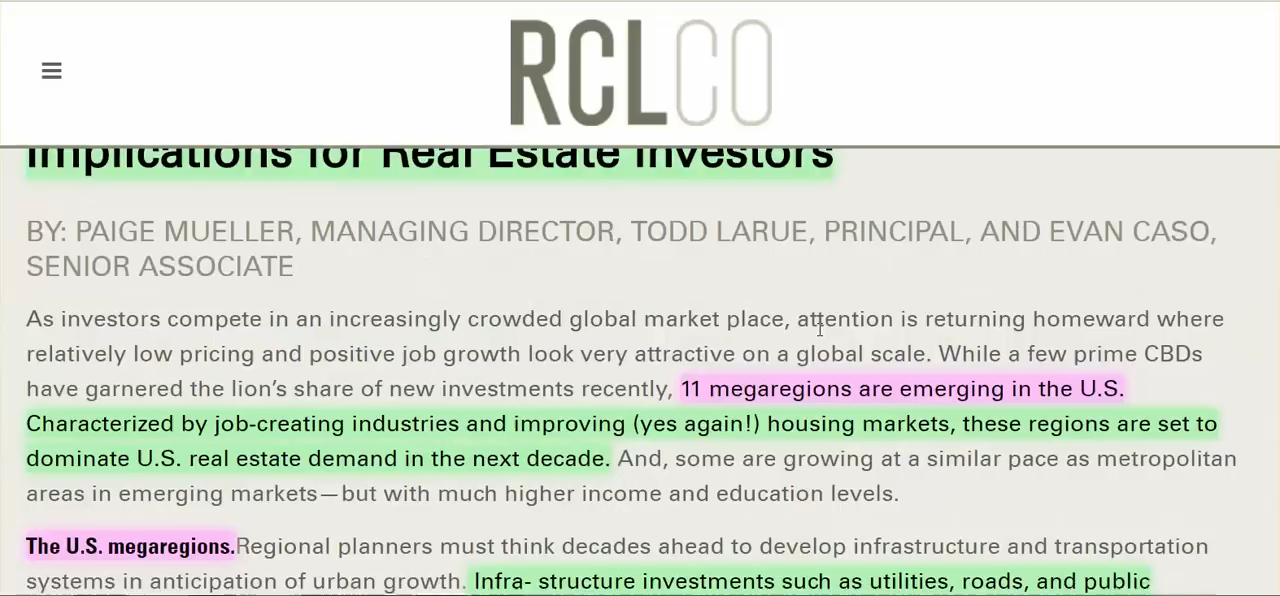 RCLCO
Implications for Real Estate Investors
BY: PAIGE MUELLER, MANAGING DIRECTOR, TODD LARUE, PRINCIPAL, AND EVAN CASO,
SENIOR ASSOCIATE
As investors compete in an increasingly crowded global market place, attention is returning homeward where
relatively low pricing and positive job growth look very attractive on a global scale. While a few prime CBDs
have garnered the lion’s share of new investments recently, 11 megaregions are emerging in the U.S.
Characterized by job-creating industries and improving (yes again!) housing markets, these regions are set to
dominate U.S. real estate demand in the next decade. And, some are growing at a similar pace as metropolitan
areas in emerging markets—but with much higher income and education levels.
The U.S. megaregions.Regional planners must think decades ahead to develop infrastructure and transportation
systems in anticipation of urban growth. Infra- structure investments such as utilities, roads, and public